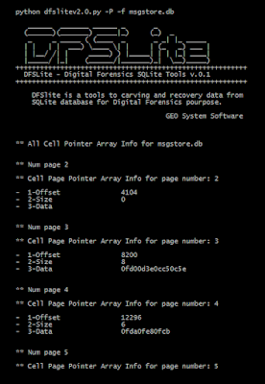 python dfslitev2.0.py -P -f msgstore.db
DFSLite
DFSLite - Digital Forensics SQLite Tools v.0.1
DFSLite is a tools to carving and recovery data from
SQLite database for Digital Forensics pourpose.
GEO System Software
** All Cell Pointer Array Info for msgstore.db
** Num page 2
** Cell Page Pointer Array Info for page number: 2
- 1-Offset 4104
- 2-Size 0
- 3-Data
** Num page 3
** Cell Page Pointer Array Info for page number: 3
- 1-Offset 8200
- 2-Size 8
- 3-Data 0fd00d3e0cc50c5e
** Num page 4
** Cell Page Pointer Array Info for page number: 4
- 1-Offset 12296
- 2-Size 6
- 3-Data 0fda0fe80fcb
** Num page 5
** Cell Page Pointer Array Info for page number: 5